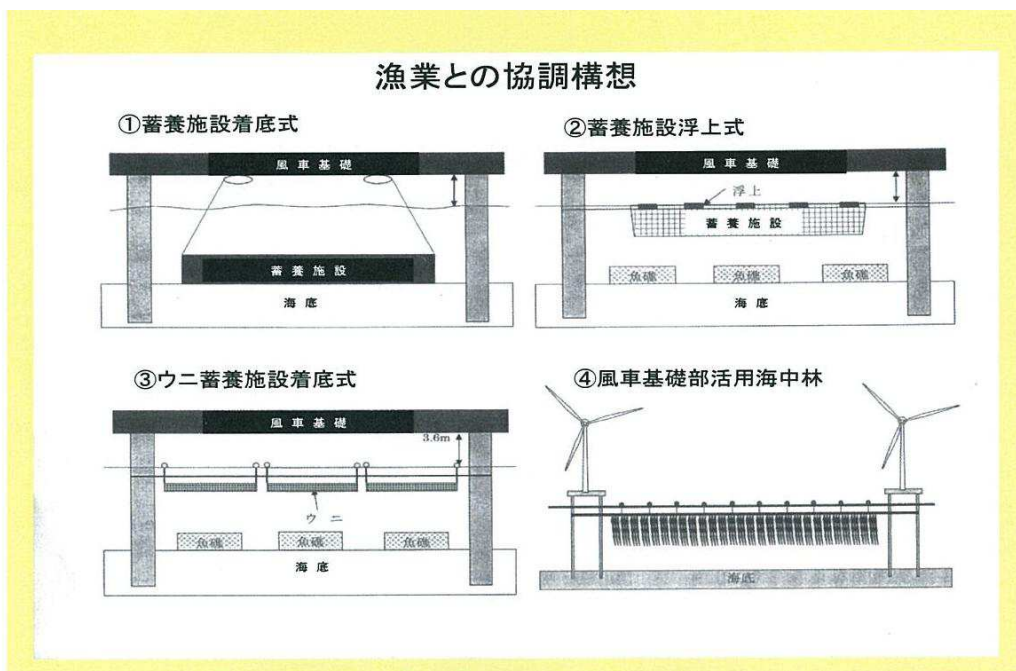 漁業との協調構想
①蓄養施設着底式
風車基礎
蓄養施設
海底
②蓄養施設浮上式
風車基礎
浮上
蓄養施設
魚礁 魚礁 魚礁
海底
③ウニ蓄養施設着底式
風車基礎
3.6m
ウニ
魚礁 魚礁 魚礁
海底
④風車基礎部活用海中林
海底